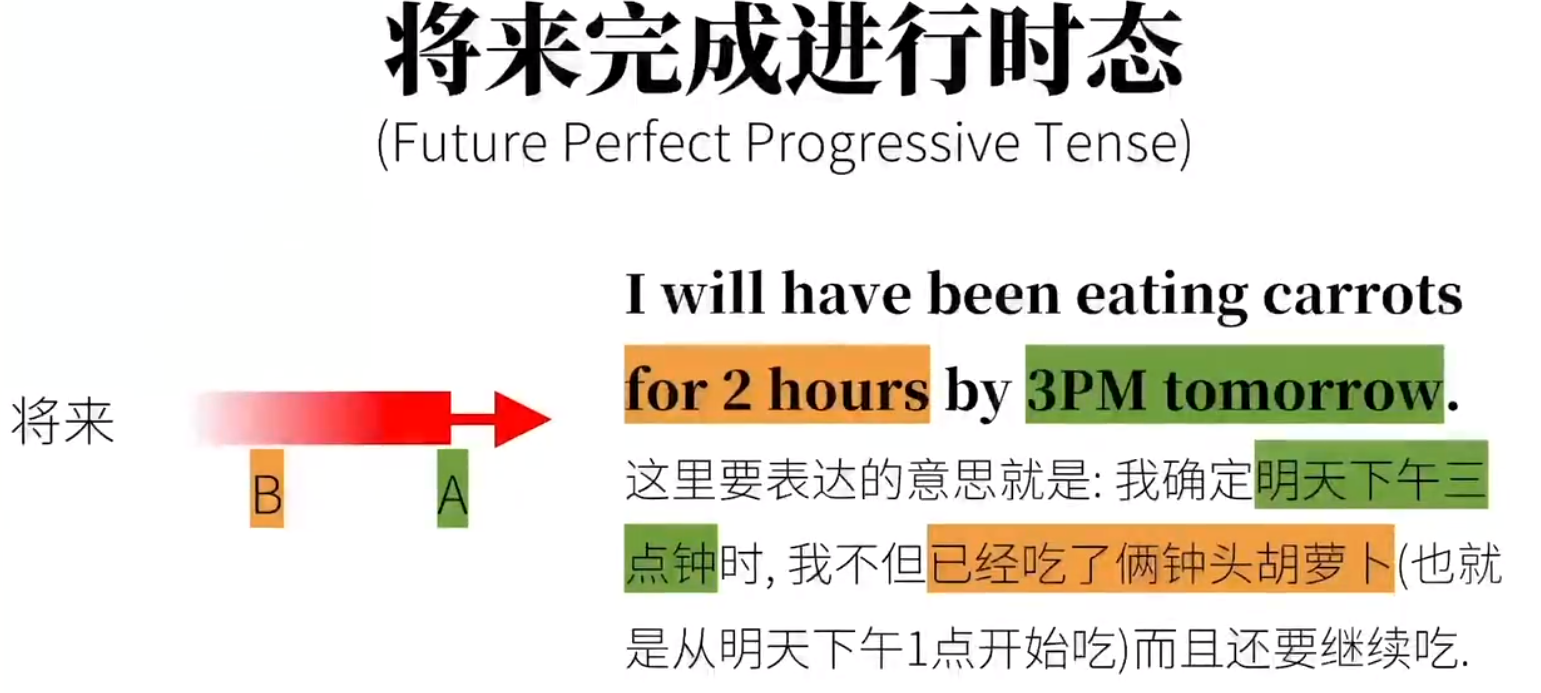 将来完成进行时态
(Future Perfect Progressive Tense)
I will have been eating carrots
for 2 hours by 3PM tomorrow.
将来
B
A
这里要表达的意思就是: 我确定明天下午三
点钟时, 我不但已经吃了俩钟头胡萝卜(也就
是从明天下午1点开始吃)而且还要继续吃.